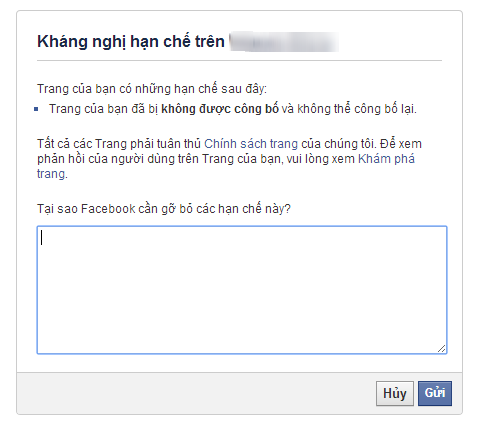 Kháng nghị hạn chế trên
Trang của bạn có những hạn chế sau đây:
Trang của bạn đã bị không được công bố và không thể công bố lại.
Tất cả các Trang phải tuân thủ Chính sách trang của chúng tôi. Để xem
phản hồi của người dùng trên Trang của bạn, vui lòng xem Khám phá
trang.
Tại sao Facebook cần gỡ bỏ các hạn chế này?
Hủy
Gửi